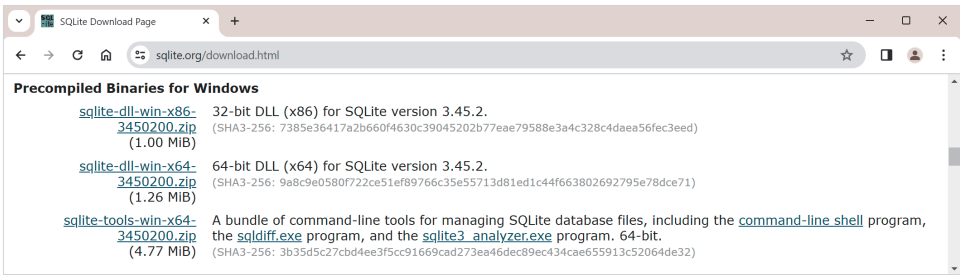 SQLite Download Page
sqlite.org/download.html
Precompiled Binaries for Windows
sqlite-dll-win-x86- 32-bit DLL (x86) for SQLite version 3.45.2.
3450200.zip (SHA3-256: 7385e36417a2b660f4630c39045202b77eae79588e3a4c328c4daea56fec3eed)
(1.00 MiB)
sqlite-dll-win-x64- 64-bit DLL (x64) for SQLite version 3.45.2.
3450200.zip (SHA3-256: 9a8c9e0580f722ce51ef89766c35e55713d81ed1c44f663802692795e78dce71)
(1.26 MiB)
sqlite-tools-win-x64- A bundle of command-line tools for managing SQLite database files, including the command-line shell program,
3450200.zip the sqldiff.exe program, and the sqlite3_analyzer.exe program. 64-bit.
(4.77 MiB) (SHA3-256: 3b35d5c27cbd4ee3f5cc91669cad273ea46dec89ec434cae655913c52064de32)